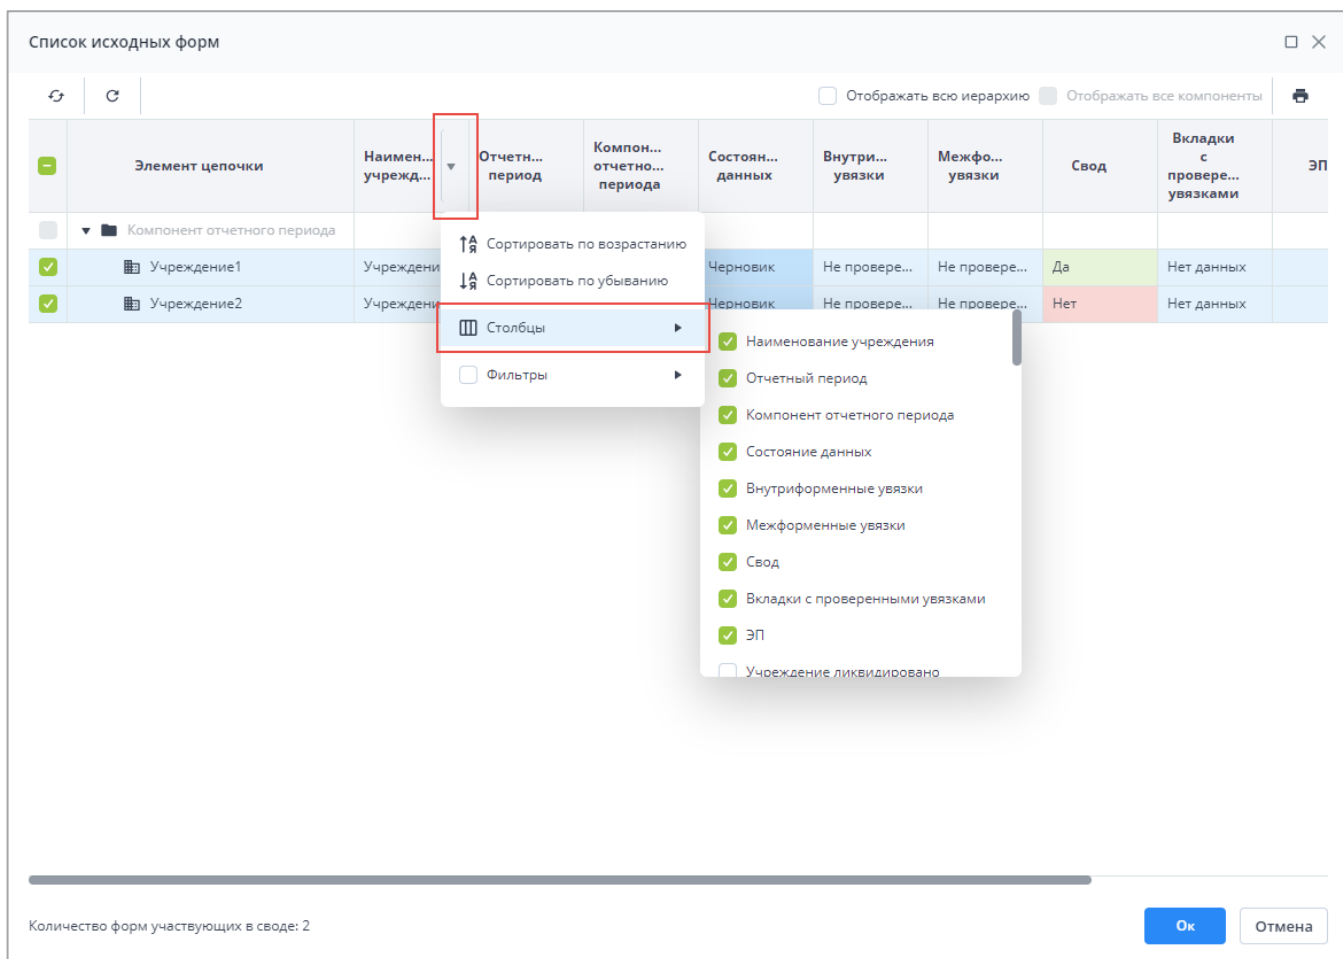 Список исходных форм
Отображать всю иерархию Отображать все компоненты
Элемент цепочки
Наимен...
учрежд...
Отчетн...
период
Компон...
отчетно...
периода
Состоян...
данных
Внутри...
увязки
Межфо...
увязки
Свод
Вкладки
с
провере...
увязками
ЭП
Компонент отчетного периода
Учреждение1 Учреждени Черновик Не провере... Не провере... Да Нет данных
Учреждение2 Учреждени Черновик Не провере... Не провере... Нет Нет данных
Сортировать по возрастанию
Сортировать по убыванию
Столбцы
Фильтры
Наименование учреждения
Отчетный период
Компонент отчетного периода
Состояние данных
Внутриформенные увязки
Межформенные увязки
Свод
Вкладки с проверенными увязками
ЭП
Учреждение ликвидировано
Количество форм участвующих в своде: 2
Ок Отмена